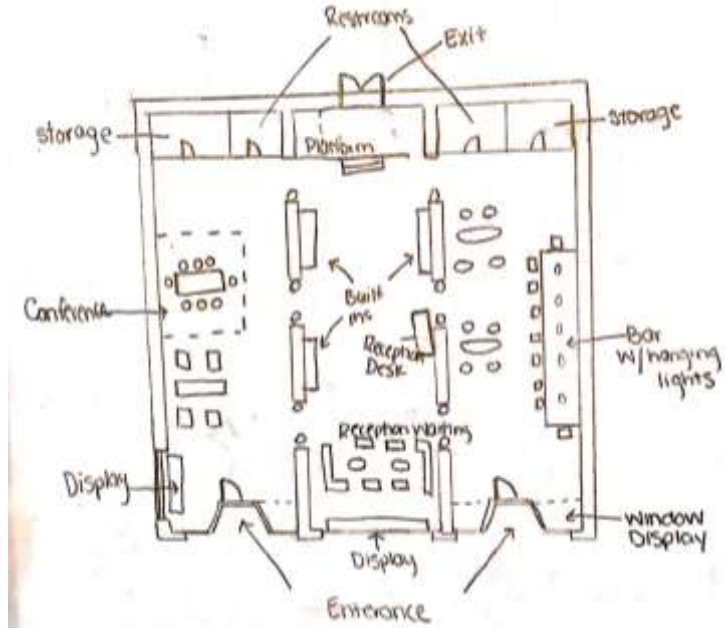 Restrooms
Exit
storage
storage
Platform
Conference
Built
ins
Reception
Desk
Bar
w/hanging
lights
Reception Waiting
Display
Window
Display
Display
Enterance